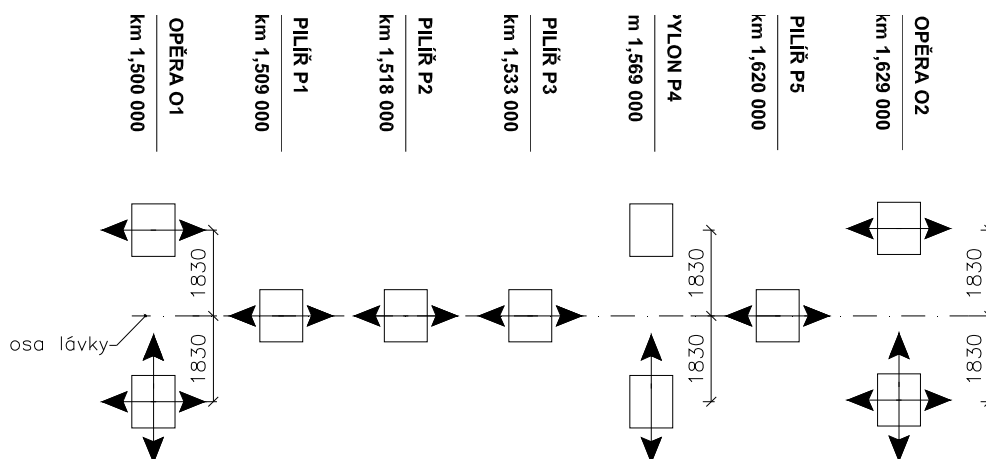 OPĚRA O1
km 1,500 000
PILÍŘ P1
km 1,509 000
PILÍŘ P2
km 1,518 000
PILÍŘ P3
km 1,533 000
PYLON P4
m 1,569 000
PILÍŘ P5
km 1,620 000
OPĚRA O2
km 1,629 000
1830
1830
1830
osa lávky
1830
1830
1830